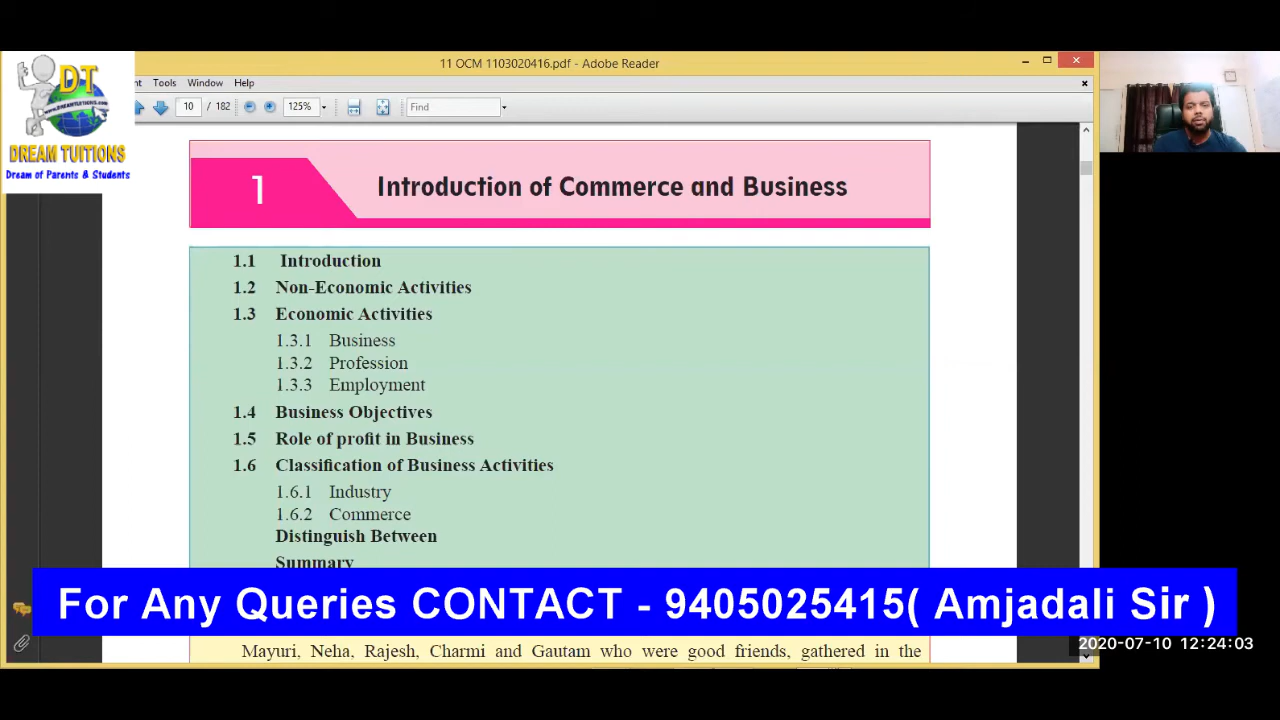 11 OCM 1103020416.pdf - Adobe Reader
Tools Window Help
10 / 182 125% Find
DT
www.DREAMTUITIONS.com
DREAM TUITIONS
Dream of Parents & Students
1 Introduction of Commerce and Business
1.1 Introduction
1.2 Non-Economic Activities
1.3 Economic Activities
1.3.1 Business
1.3.2 Profession
1.3.3 Employment
1.4 Business Objectives
1.5 Role of profit in Business
1.6 Classification of Business Activities
1.6.1 Industry
1.6.2 Commerce
Distinguish Between
Summary
For Any Queries CONTACT - 9405025415( Amjadali Sir )
2020-07-10 12:24:03
Mayuri, Neha, Rajesh, Charmi and Gautam who were good friends, gathered in the